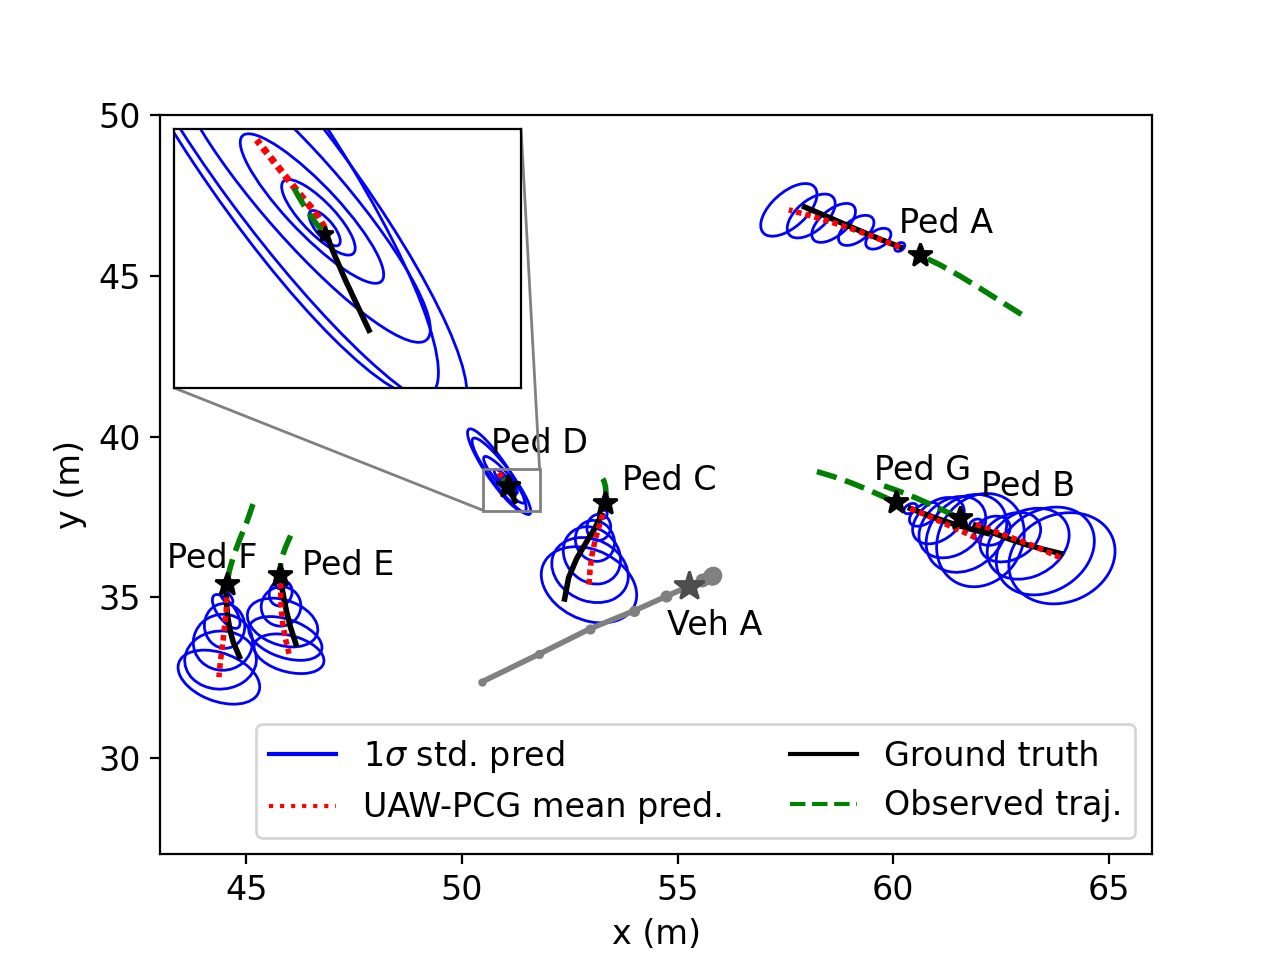 50
45
40
35
30
y (m)
Ped A
Ped D
Ped C
Ped G
Ped B
Ped F
Ped E
Veh A
1σ std. pred
Ground truth
UAW-PCG mean pred.
Observed traj.
45
50
55
60
65
x (m)